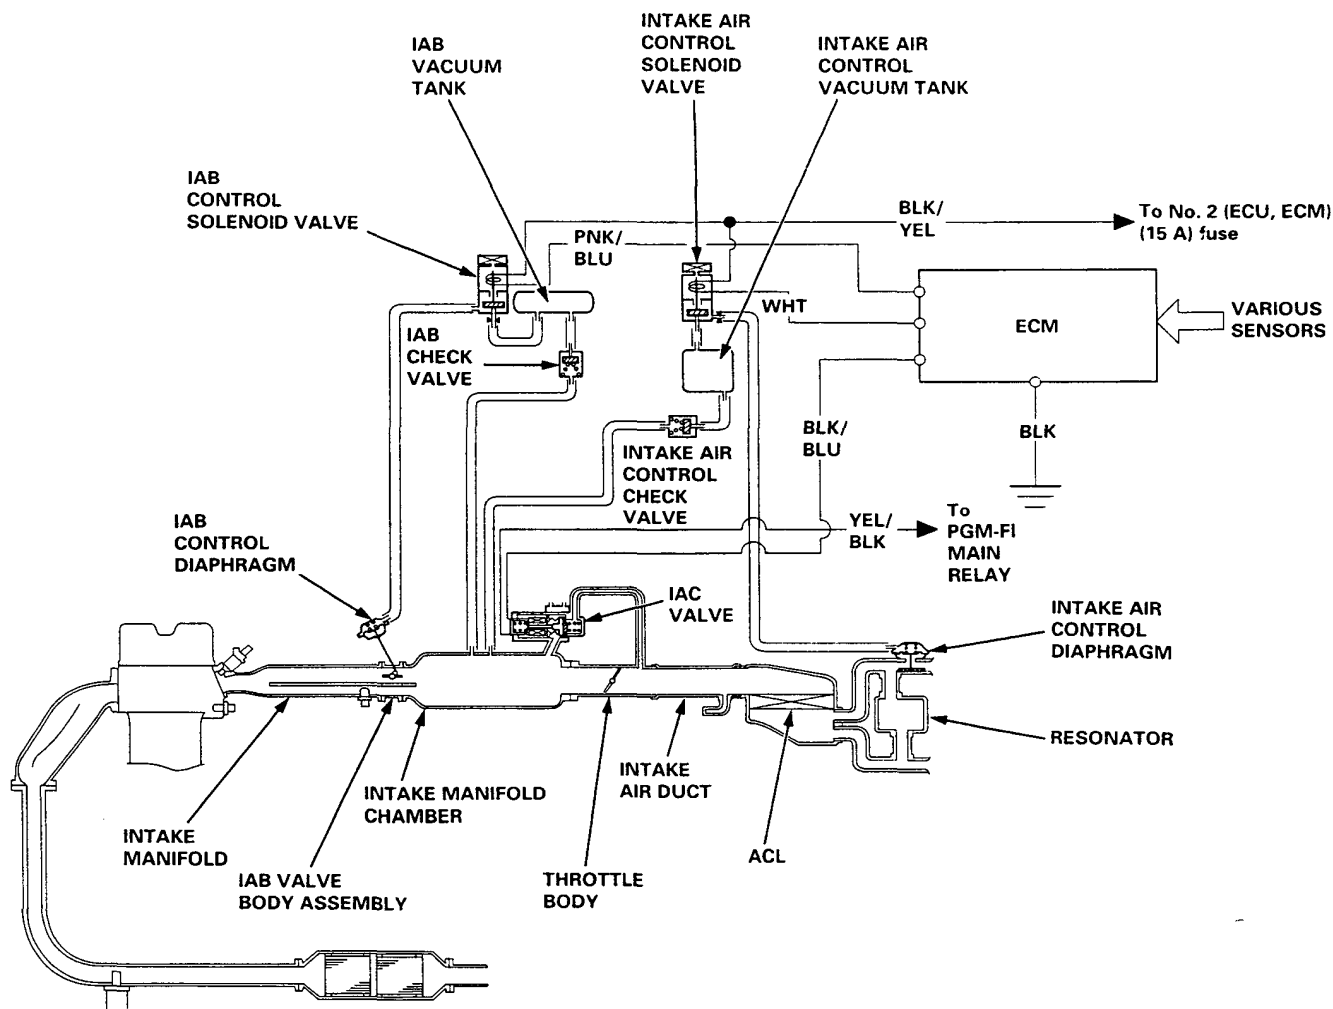 INTAKE AIR
CONTROL
SOLENOID
VALVE
IAB
VACUUM
TANK
INTAKE AIR
CONTROL
VACUUM TANK
IAB
CONTROL
SOLENOID VALVE
BLK/
YEL
To No. 2 (ECU, ECM)
(15 A) fuse
PNK/
BLU
WHT
ECM
VARIOUS
SENSORS
IAB
CHECK
VALVE
BLK/
BLU
BLK
INTAKE AIR
CONTROL
CHECK
VALVE
IAB
CONTROL
DIAPHRAGM
YEL/
BLK
To
PGM-FI
MAIN
RELAY
IAC
VALVE
INTAKE AIR
CONTROL
DIAPHRAGM
RESONATOR
INTAKE
AIR DUCT
INTAKE MANIFOLD
CHAMBER
INTAKE
MANIFOLD
ACL
IAB VALVE
BODY ASSEMBLY
THROTTLE
BODY